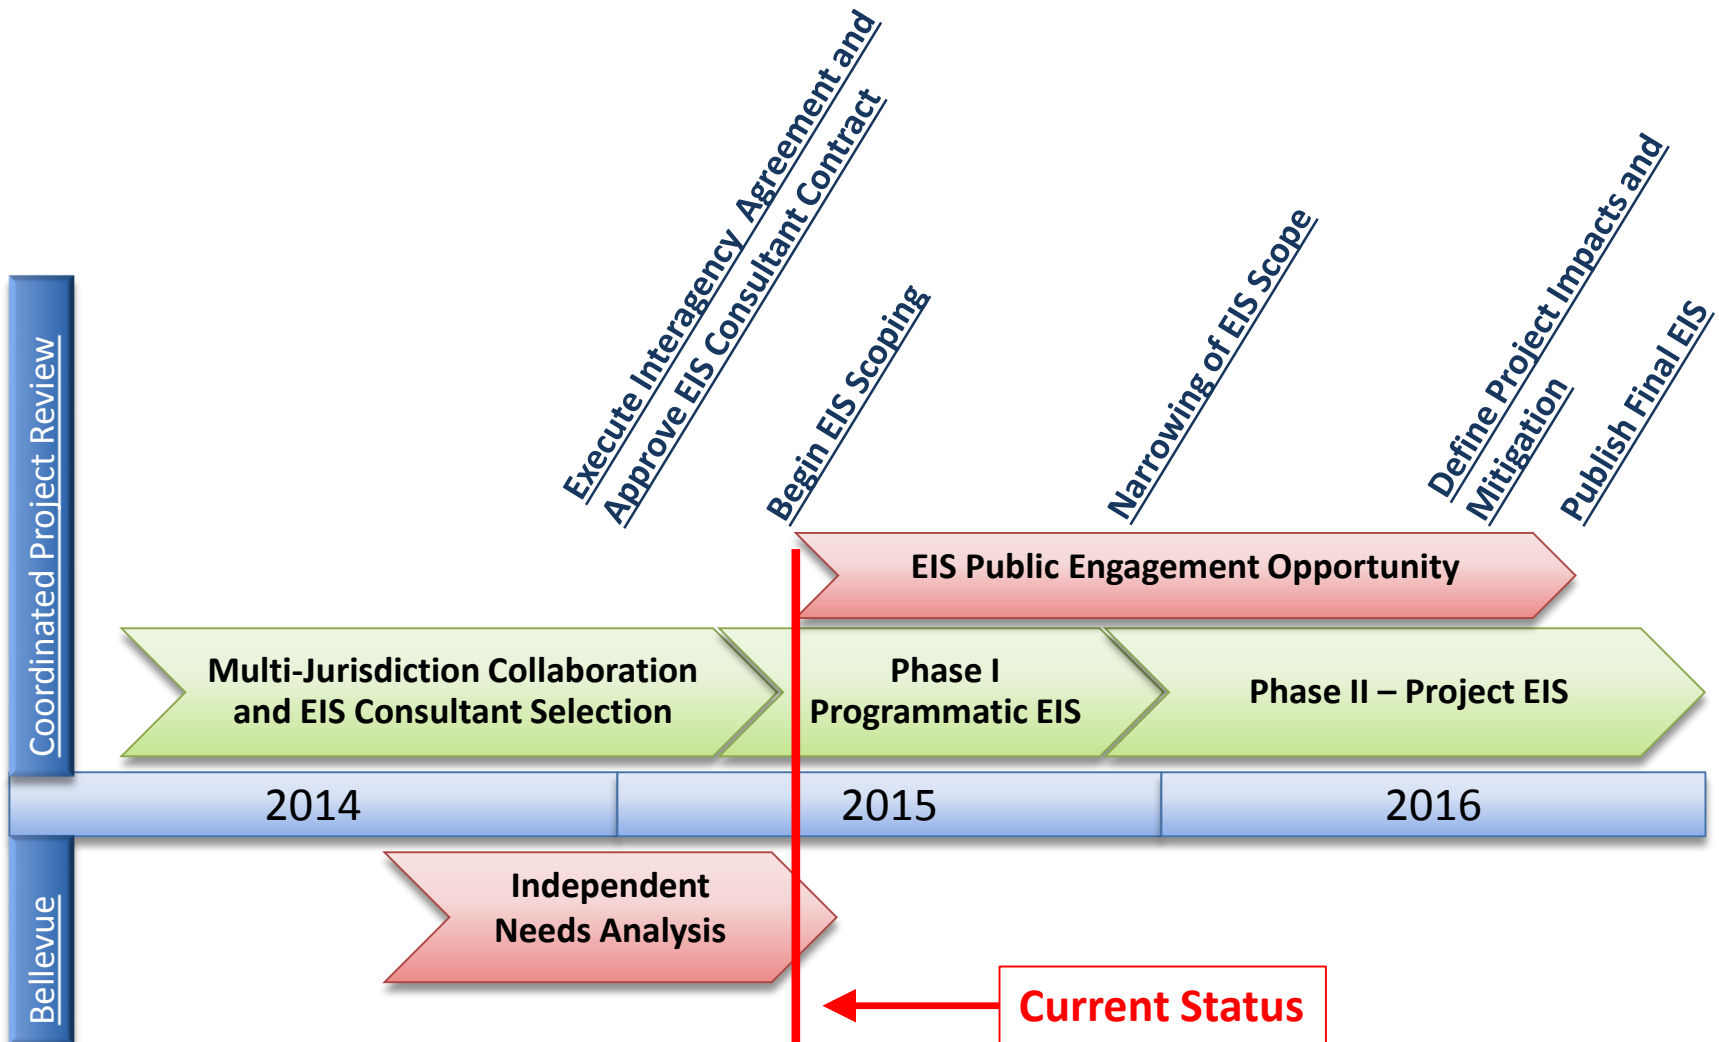 Execute Interagency Agreement and
Approve EIS Consultant Contract
Begin EIS Scoping
Narrowing of EIS Scope
Define Project Impacts and
Mitigation
Publish Final EIS
Coordinated Project Review
EIS Public Engagement Opportunity
Multi-Jurisdiction Collaboration
and EIS Consultant Selection
Phase I
Programmatic EIS
Phase II – Project EIS
2014
2015
2016
Bellevue
Independent
Needs Analysis
Current Status